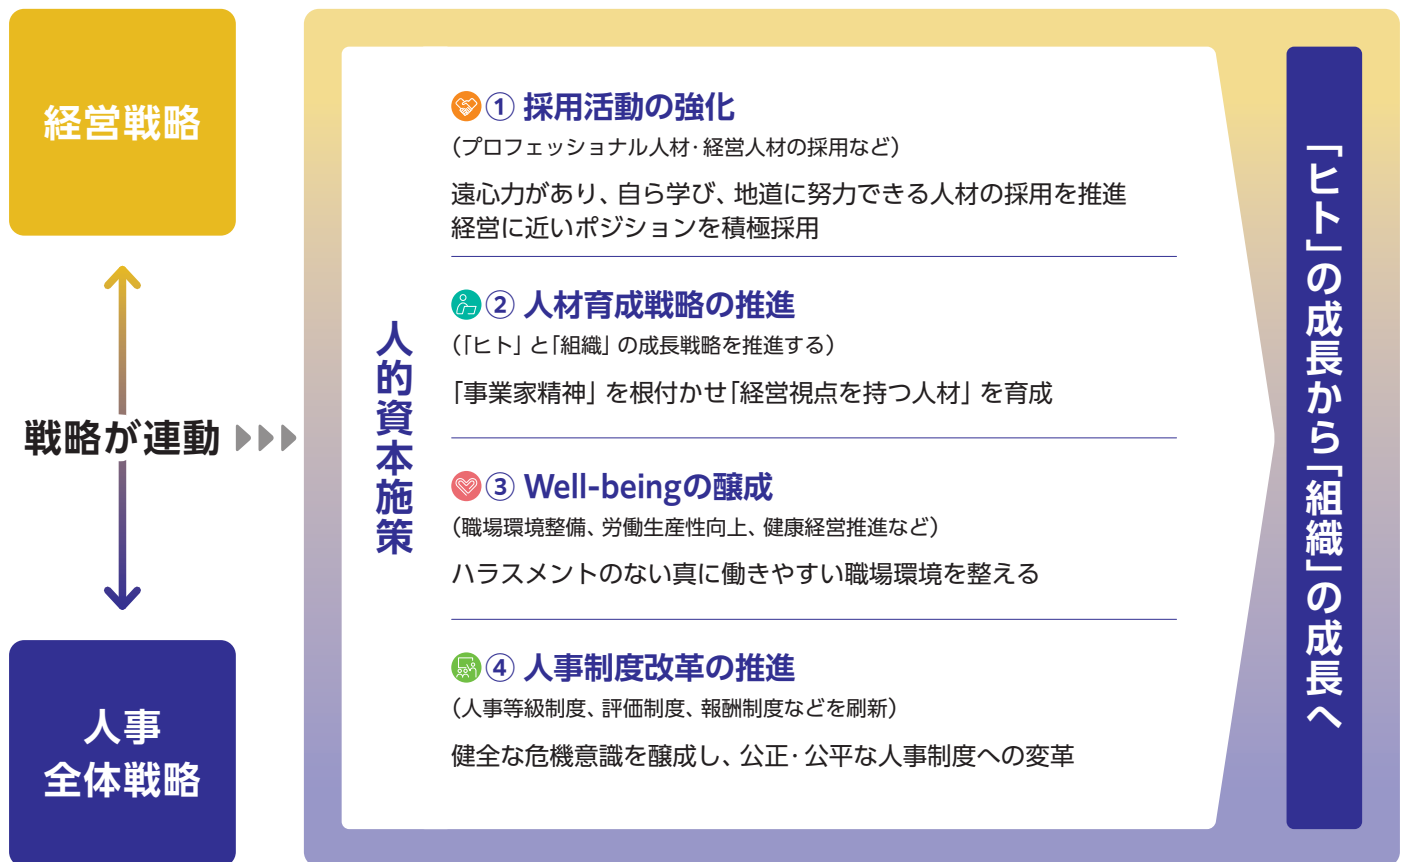 経営戦略
戦略が連動
人事
全体戦略
人的資本施策
① 採用活動の強化
（プロフェッショナル人材・経営人材の採用など）
遠心力があり、自ら学び、地道に努力できる人材の採用を推進
経営に近いポジションを積極採用
② 人材育成戦略の推進
（「ヒト」と「組織」の成長戦略を推進する）
「事業家精神」を根付かせ「経営視点を持つ人材」を育成
③ Well-beingの醸成
（職場環境整備、労働生産性向上、健康経営推進など）
ハラスメントのない真に働きやすい職場環境を整える
④ 人事制度改革の推進
（人事等級制度、評価制度、報酬制度などを刷新）
健全な危機意識を醸成し、公正・公平な人事制度への変革
「ヒト」の成長から「組織」の成長へ